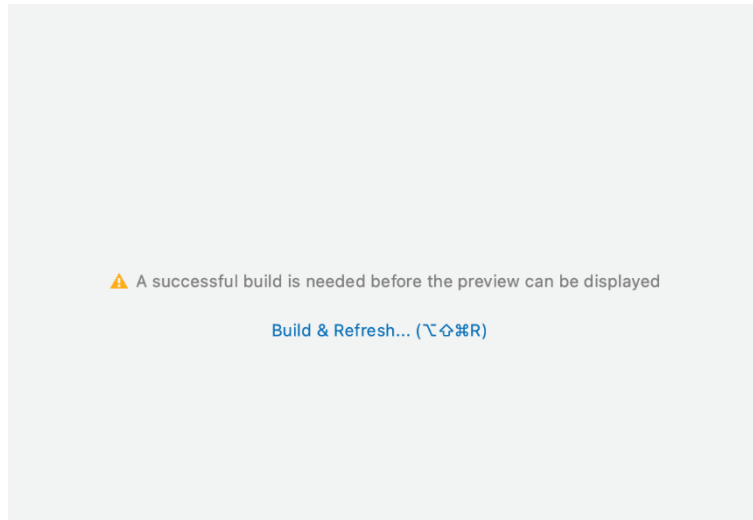 A successful build is needed before the preview can be displayed
Build & Refresh... (⌥⇧⌘R)